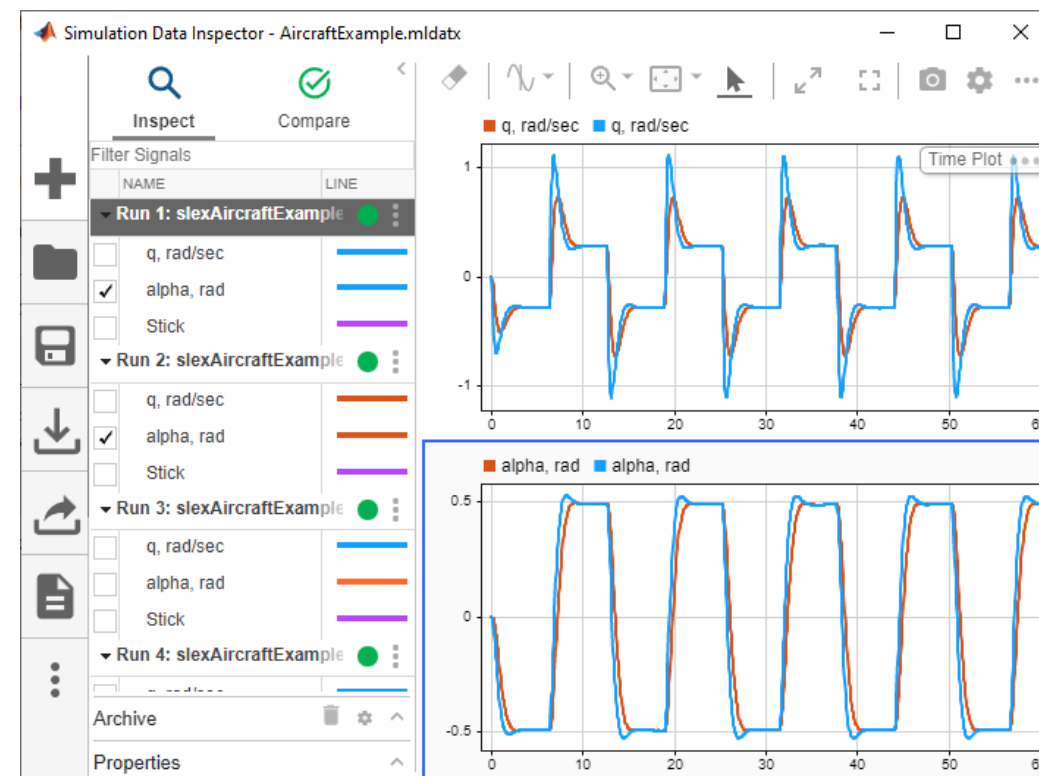 Simulation Data Inspector - AircraftExample.mldatx
Inspect Compare
Filter Signals
NAME LINE
Run 1: slexAircraftExample
q, rad/sec
alpha, rad
Stick
Run 2: slexAircraftExample
q, rad/sec
alpha, rad
Stick
Run 3: slexAircraftExample
q, rad/sec
alpha, rad
Stick
Run 4: slexAircraftExample
Archive
Properties
q, rad/sec q, rad/sec
Time Plot
1
0
-1
0 10 20 30 40 50
alpha, rad alpha, rad
0.5
0
-0.5
0 10 20 30 40 50